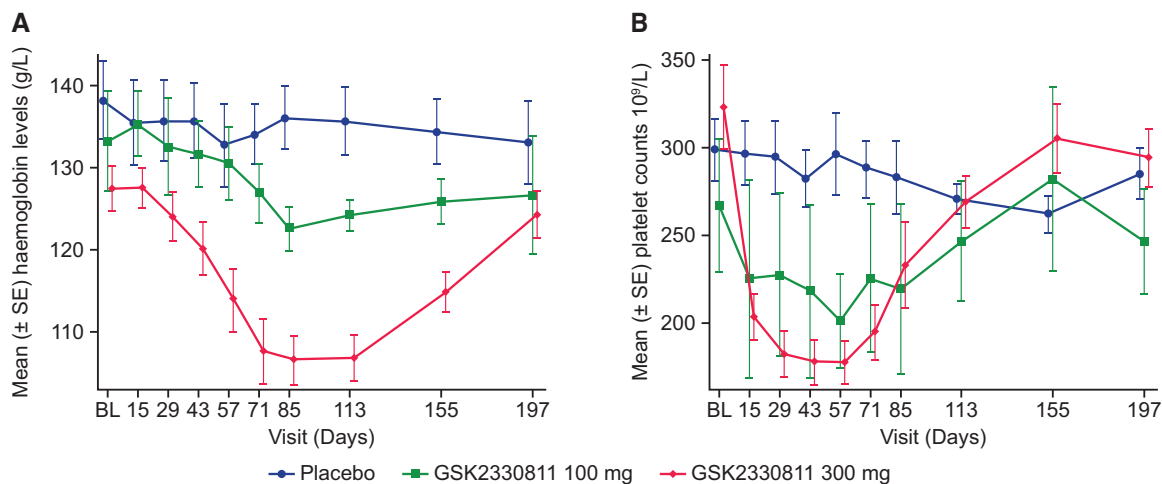 A
Mean (± SE) haemoglobin levels (g/L)
140
130
120
110
BL 15 29 43 57 71 85 113 155 197
Visit (Days)
B
Mean (± SE) platelet counts 10⁹/L)
350
300
250
200
BL 15 29 43 57 71 85 113 155 197
Visit (Days)
Placebo GSK2330811 100 mg GSK2330811 300 mg